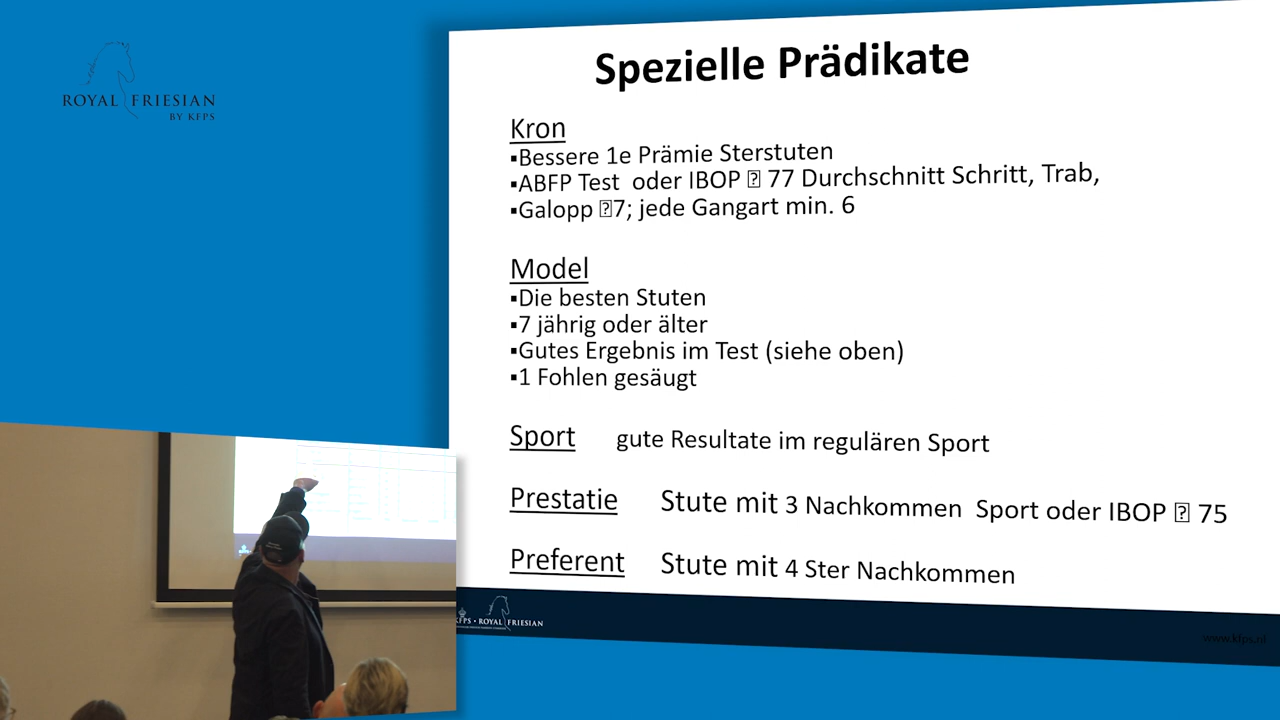 ROYAL FRIESIAN
BY KFPS
Spezielle Prädikate
Kron
▪Bessere 1e Prämie Sterstuten
▪ABFP Test oder IBOP 77 Durchschnitt Schritt, Trab,
▪Galopp 7; jede Gangart min. 6
Model
▪Die besten Stuten
▪7 jährig oder älter
▪Gutes Ergebnis im Test (siehe oben)
▪1 Fohlen gesäugt
Sport gute Resultate im regulären Sport
Prestatie Stute mit 3 Nachkommen Sport oder IBOP 75
Preferent Stute mit 4 Ster Nachkommen
KFPS • ROYAL FRIESIAN
www.kfps.nl